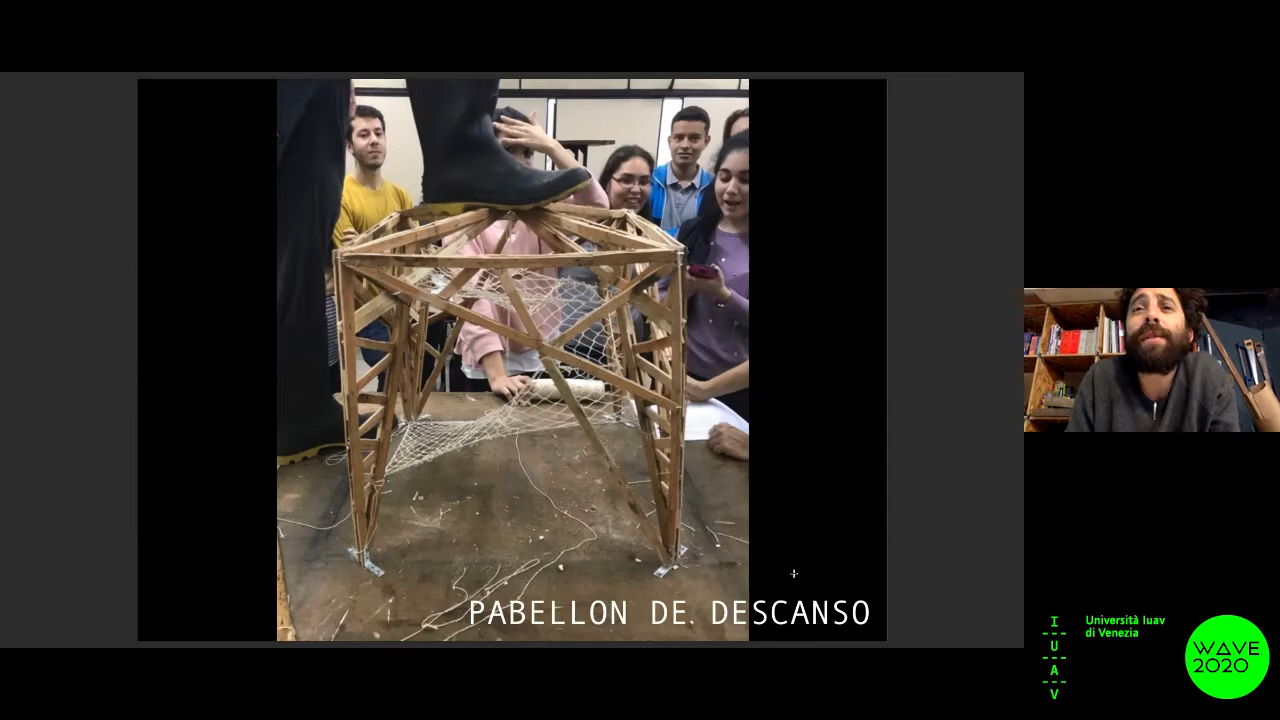 PABELLON DE. DESCANSO
I
U
A
V
Università Iuav
di Venezia
WAVE
2020